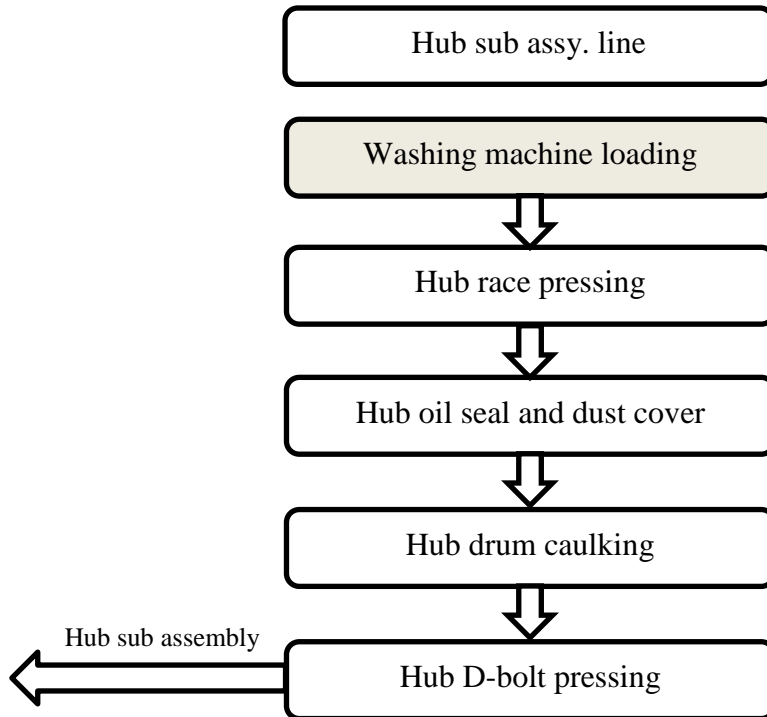 Hub sub assy. line
Washing machine loading
Hub race pressing
Hub oil seal and dust cover
Hub drum caulking
Hub sub assembly
Hub D-bolt pressing